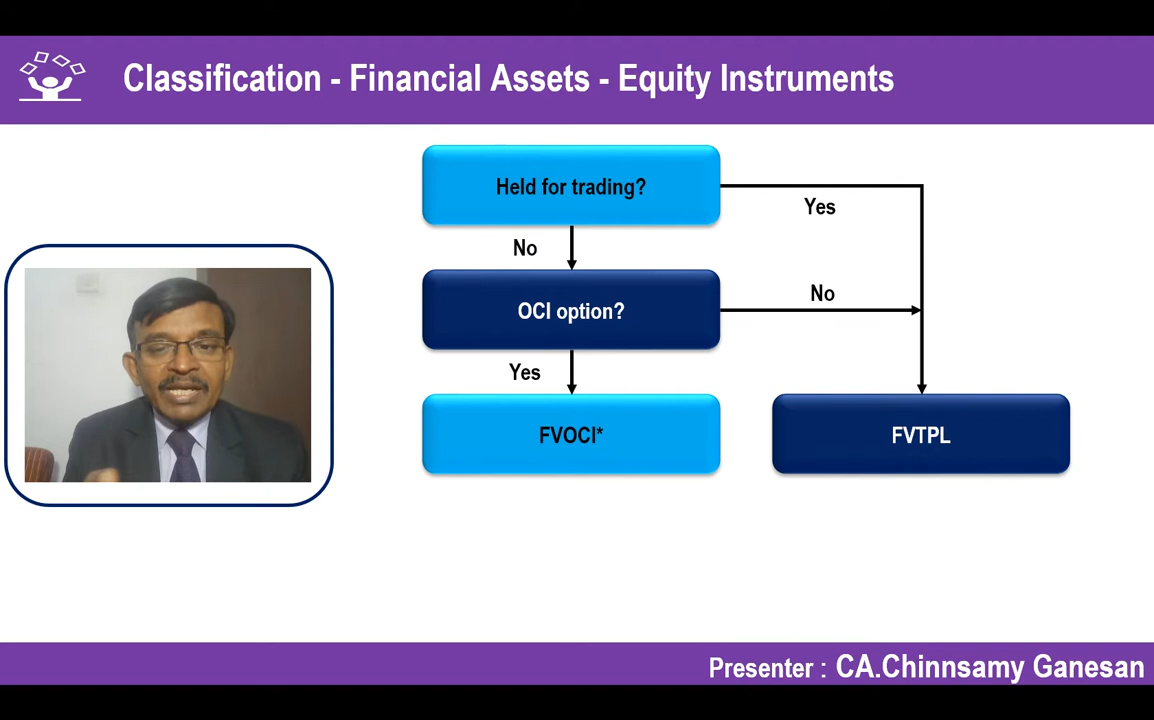 Classification - Financial Assets - Equity Instruments
Held for trading?
Yes
No
OCI option?
No
Yes
FVOCI*
FVTPL
Presenter : CA.Chinnsamy Ganesan